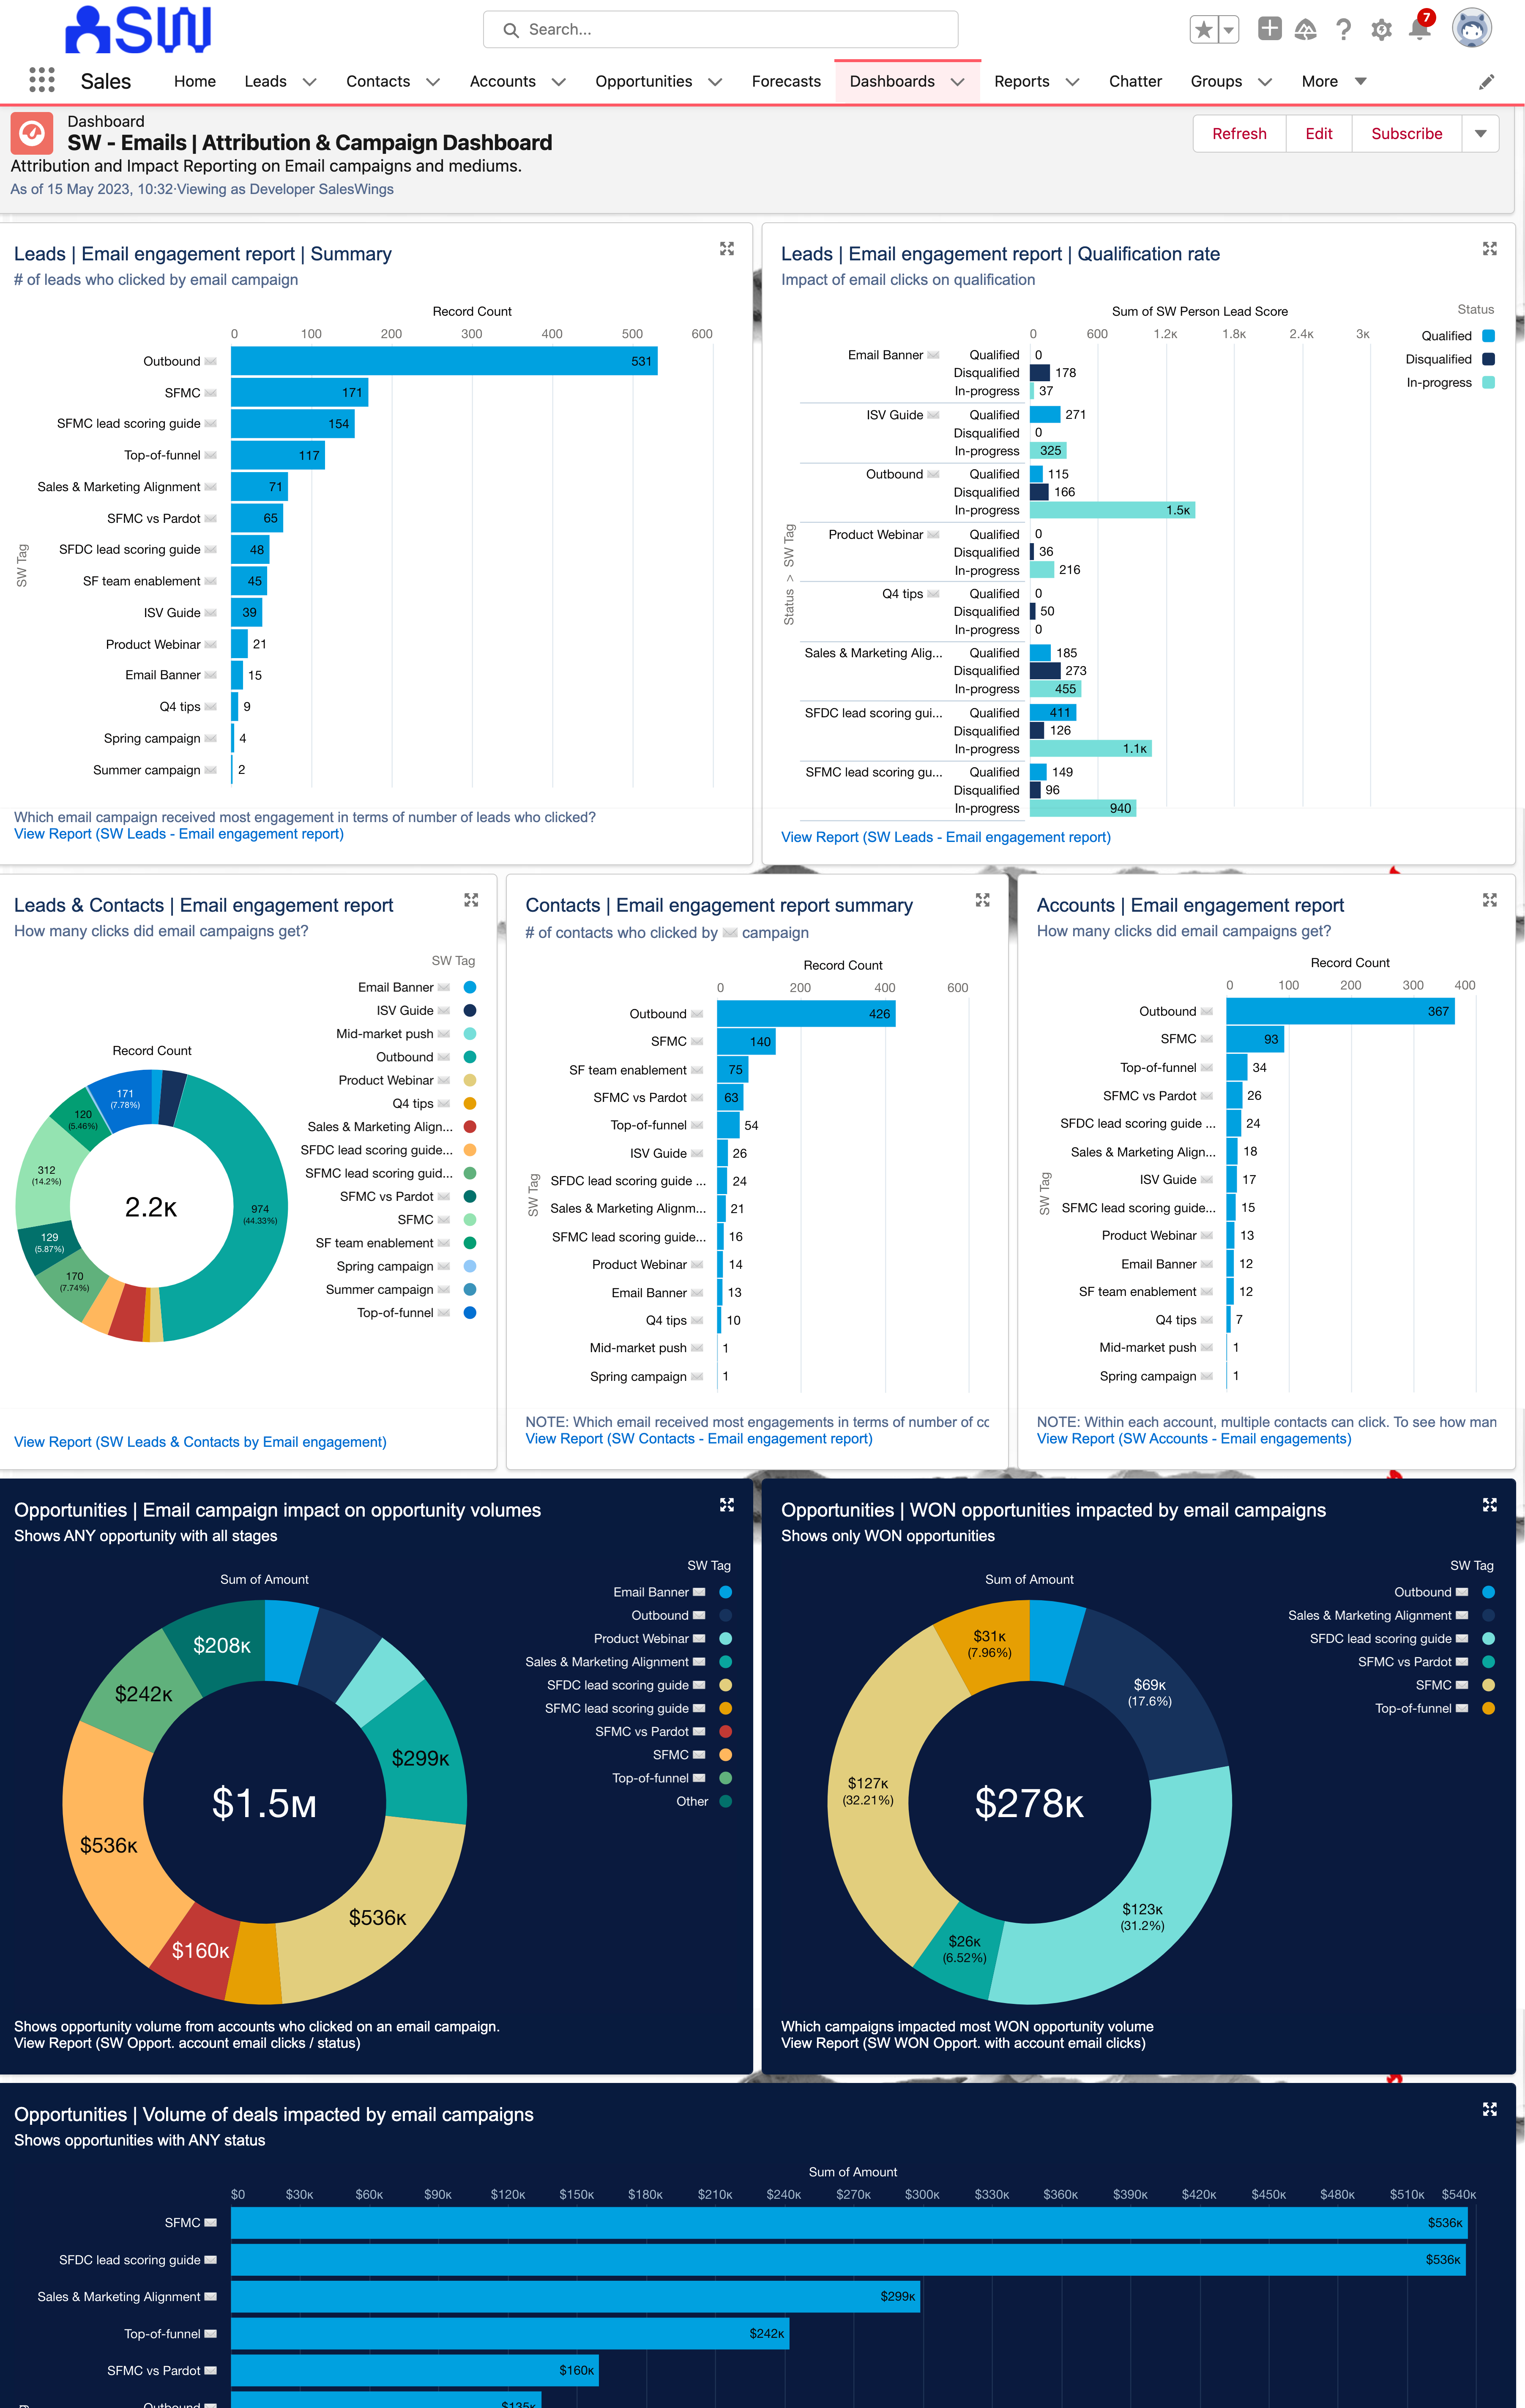 SW
Search...
7
Sales
Home
Leads
Contacts
Accounts
Opportunities
Forecasts
Dashboards
Reports
Chatter
Groups
More
Dashboard
SW - Emails | Attribution & Campaign Dashboard
Attribution and Impact Reporting on Email campaigns and mediums.
As of 15 May 2023, 10:32·Viewing as Developer SalesWings
Refresh
Edit
Subscribe
Leads | Email engagement report | Summary
# of leads who clicked by email campaign
Record Count
0 100 200 300 400 500 600
SW Tag
Outbound 531
SFMC 171
SFMC lead scoring guide 154
Top-of-funnel 117
Sales & Marketing Alignment 71
SFMC vs Pardot 65
SFDC lead scoring guide 48
SF team enablement 45
ISV Guide 39
Product Webinar 21
Email Banner 15
Q4 tips 9
Spring campaign 4
Summer campaign 2
Which email campaign received most engagement in terms of number of leads who clicked?
View Report (SW Leads - Email engagement report)
Leads | Email engagement report | Qualification rate
Impact of email clicks on qualification
Sum of SW Person Lead Score
0 600 1.2K 1.8K 2.4K 3K
Status
Qualified
Disqualified
In-progress
Status > SW Tag
Email Banner Qualified 0
Disqualified 178
In-progress 37
ISV Guide Qualified 271
Disqualified 0
In-progress 325
Outbound Qualified 115
Disqualified 166
In-progress 1.5K
Product Webinar Qualified 0
Disqualified 36
In-progress 216
Q4 tips Qualified 0
Disqualified 50
In-progress 0
Sales & Marketing Alig... Qualified 185
Disqualified 273
In-progress 455
SFDC lead scoring gui... Qualified 411
Disqualified 126
In-progress 1.1K
SFMC lead scoring gu... Qualified 149
Disqualified 96
In-progress 940
View Report (SW Leads - Email engagement report)
Leads & Contacts | Email engagement report
How many clicks did email campaigns get?
SW Tag
Email Banner
ISV Guide
Mid-market push
Outbound
Product Webinar
Q4 tips
Sales & Marketing Align...
SFDC lead scoring guide...
SFMC lead scoring guid...
SFMC vs Pardot
SFMC
SF team enablement
Spring campaign
Summer campaign
Top-of-funnel
Record Count
171
(7.78%)
120
(5.46%)
312
(14.2%)
2.2K
974
(44.33%)
129
(5.87%)
170
(7.74%)
View Report (SW Leads & Contacts by Email engagement)
Contacts | Email engagement report summary
# of contacts who clicked by campaign
Record Count
0 200 400 600
SW Tag
Outbound 426
SFMC 140
SF team enablement 75
SFMC vs Pardot 63
Top-of-funnel 54
ISV Guide 26
SFDC lead scoring guide ... 24
Sales & Marketing Alignm... 21
SFMC lead scoring guide... 16
Product Webinar 14
Email Banner 13
Q4 tips 10
Mid-market push 1
Spring campaign 1
NOTE: Which email received most engagements in terms of number of cc
View Report (SW Contacts - Email engagement report)
Accounts | Email engagement report
How many clicks did email campaigns get?
Record Count
0 100 200 300 400
SW Tag
Outbound 367
SFMC 93
Top-of-funnel 34
SFMC vs Pardot 26
SFDC lead scoring guide ... 24
Sales & Marketing Align... 18
ISV Guide 17
SFMC lead scoring guide... 15
Product Webinar 13
Email Banner 12
SF team enablement 12
Q4 tips 7
Mid-market push 1
Spring campaign 1
NOTE: Within each account, multiple contacts can click. To see how man
View Report (SW Accounts - Email engagements)
Opportunities | Email campaign impact on opportunity volumes
Shows ANY opportunity with all stages
SW Tag
Email Banner
Outbound
Product Webinar
Sales & Marketing Alignment
SFDC lead scoring guide
SFMC lead scoring guide
SFMC vs Pardot
SFMC
Top-of-funnel
Other
Sum of Amount
$208K
$242K
$299K
$1.5M
$536K
$536K
$160K
Shows opportunity volume from accounts who clicked on an email campaign.
View Report (SW Opport. account email clicks / status)
Opportunities | WON opportunities impacted by email campaigns
Shows only WON opportunities
SW Tag
Outbound
Sales & Marketing Alignment
SFDC lead scoring guide
SFMC vs Pardot
SFMC
Top-of-funnel
Sum of Amount
$31K
(7.96%)
$69K
(17.6%)
$127K
(32.21%)
$278K
$123K
(31.2%)
$26K
(6.52%)
Which campaigns impacted most WON opportunity volume
View Report (SW WON Opport. with account email clicks)
Opportunities | Volume of deals impacted by email campaigns
Shows opportunities with ANY status
Sum of Amount
$0 $30K $60K $90K $120K $150K $180K $210K $240K $270K $300K $330K $360K $390K $420K $450K $480K $510K $540K
SFMC $536K
SFDC lead scoring guide $536K
Sales & Marketing Alignment $299K
Top-of-funnel $242K
SFMC vs Pardot $160K
Outbound $135K